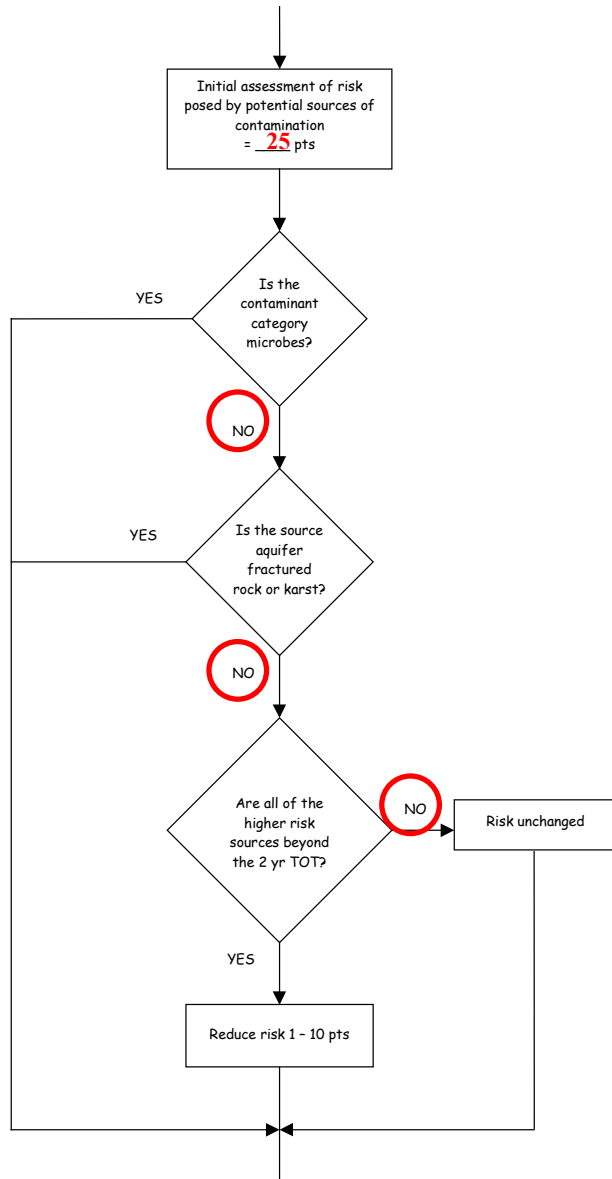 Initial assessment of risk
posed by potential sources of
contamination
= 25 pts
Is the
contaminant
category
microbes?
YES
NO
Is the source
aquifer
fractured
rock or karst?
YES
NO
Are all of the
higher risk
sources beyond
the 2 yr TOT?
NO
Risk unchanged
YES
Reduce risk 1 – 10 pts